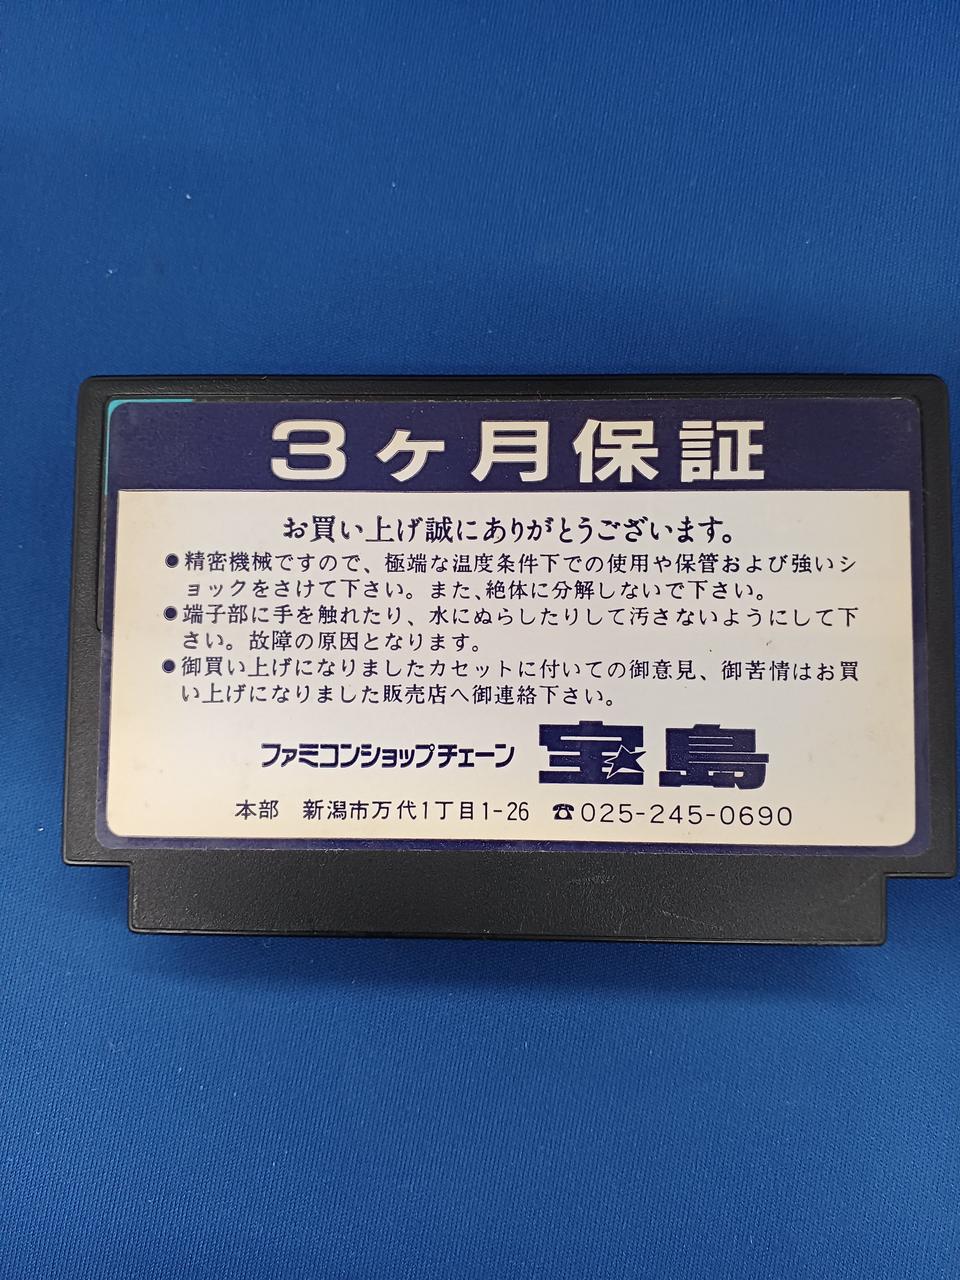 3ヶ月保証
お買い上げ誠にありがとうございます。
●精密機械ですので、極端な温度条件下での使用や保管および強いシ
ョックをさけて下さい。また、絶体に分解しないで下さい。
●端子部に手を触れたり、水にぬらしたりして汚さないようにして下
さい。故障の原因となります。
●御買い上げになりましたカセットに付いての御意見、御苦情はお買
い上げになりました販売店へ御連絡下さい。
ファミコンショップチェーン 宝島
本部 新潟市万代1丁目1-26 ☎025-245-0690